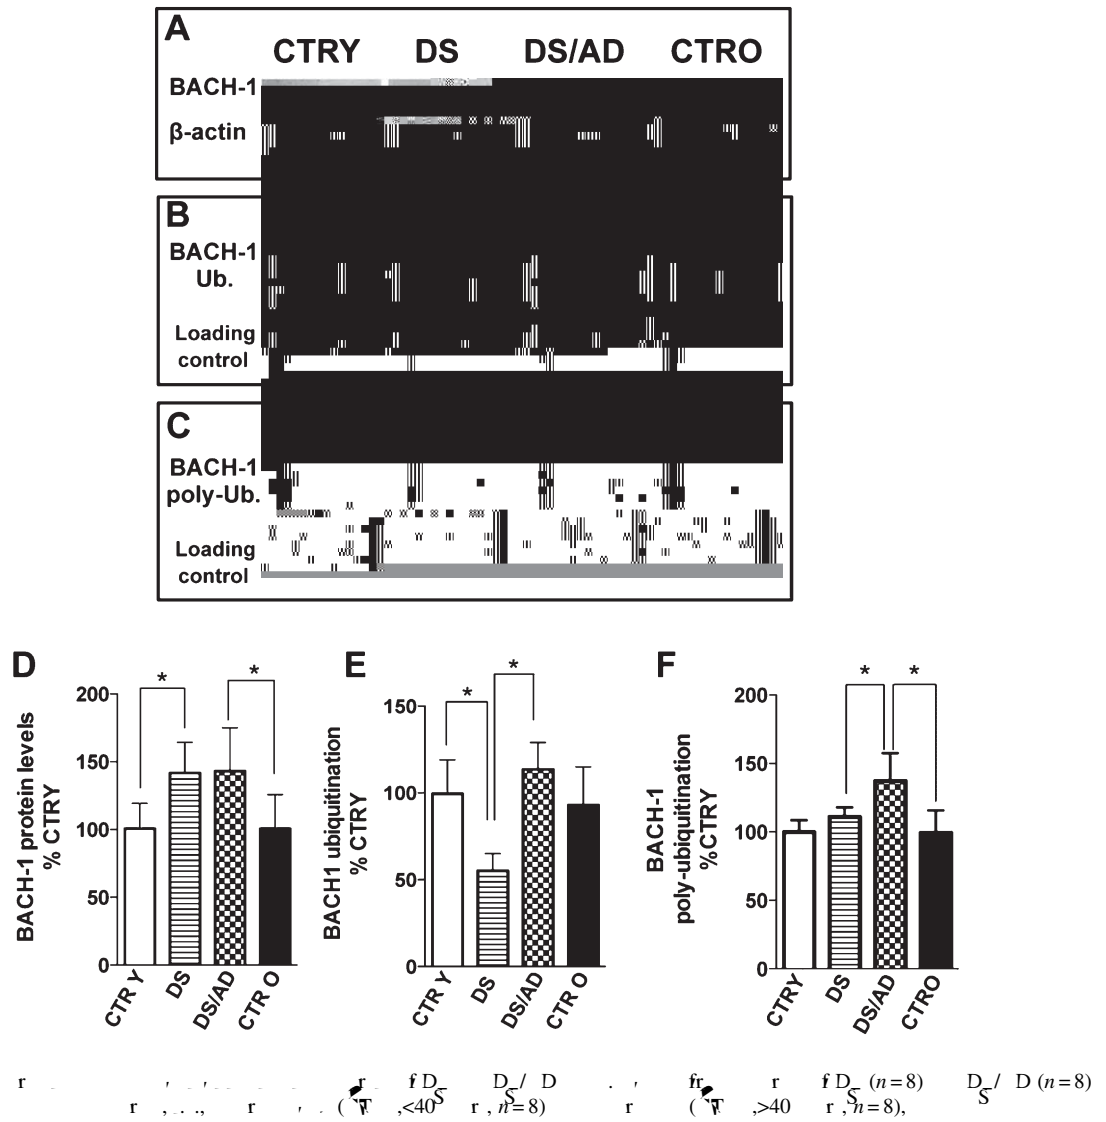 A
CTRY DS DS/AD CTRO
BACH-1
β-actin
B
BACH-1
Ub.
Loading
control
C
BACH-1
poly-Ub.
Loading
control
D
BACH-1 protein levels
% CTRY
200
150
100
50
0
* *
CTR Y DS DS/AD CTR O
E
BACH1 ubiquitination
% CTRY
150
100
50
0
* *
CTR Y DS DS/AD CTR O
F
BACH-1
poly-ubiquitination
%CTRY
200
150
100
50
0
* *
CTRY DS DS/AD CTRO
(n = 8) (n = 8)
<40 n = 8) >40 n = 8),